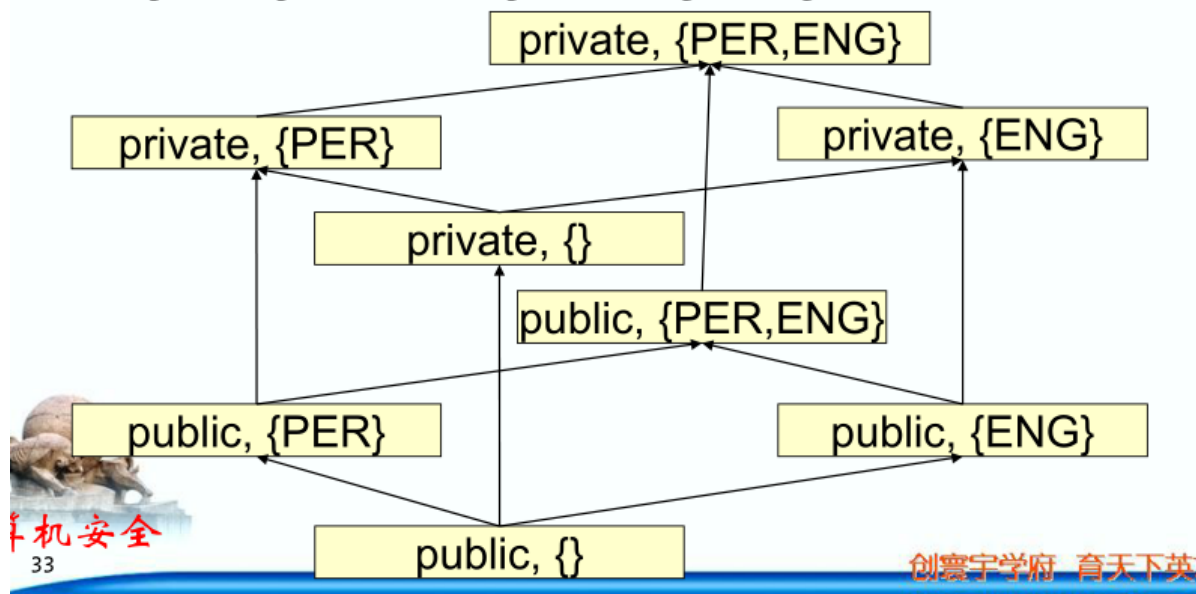 private, {PER,ENG}
private, {PER}
private, {ENG}
private, {}
public, {PER,ENG}
public, {PER}
public, {ENG}
public, {}
算机安全
33
创寰宇学府 育天下英